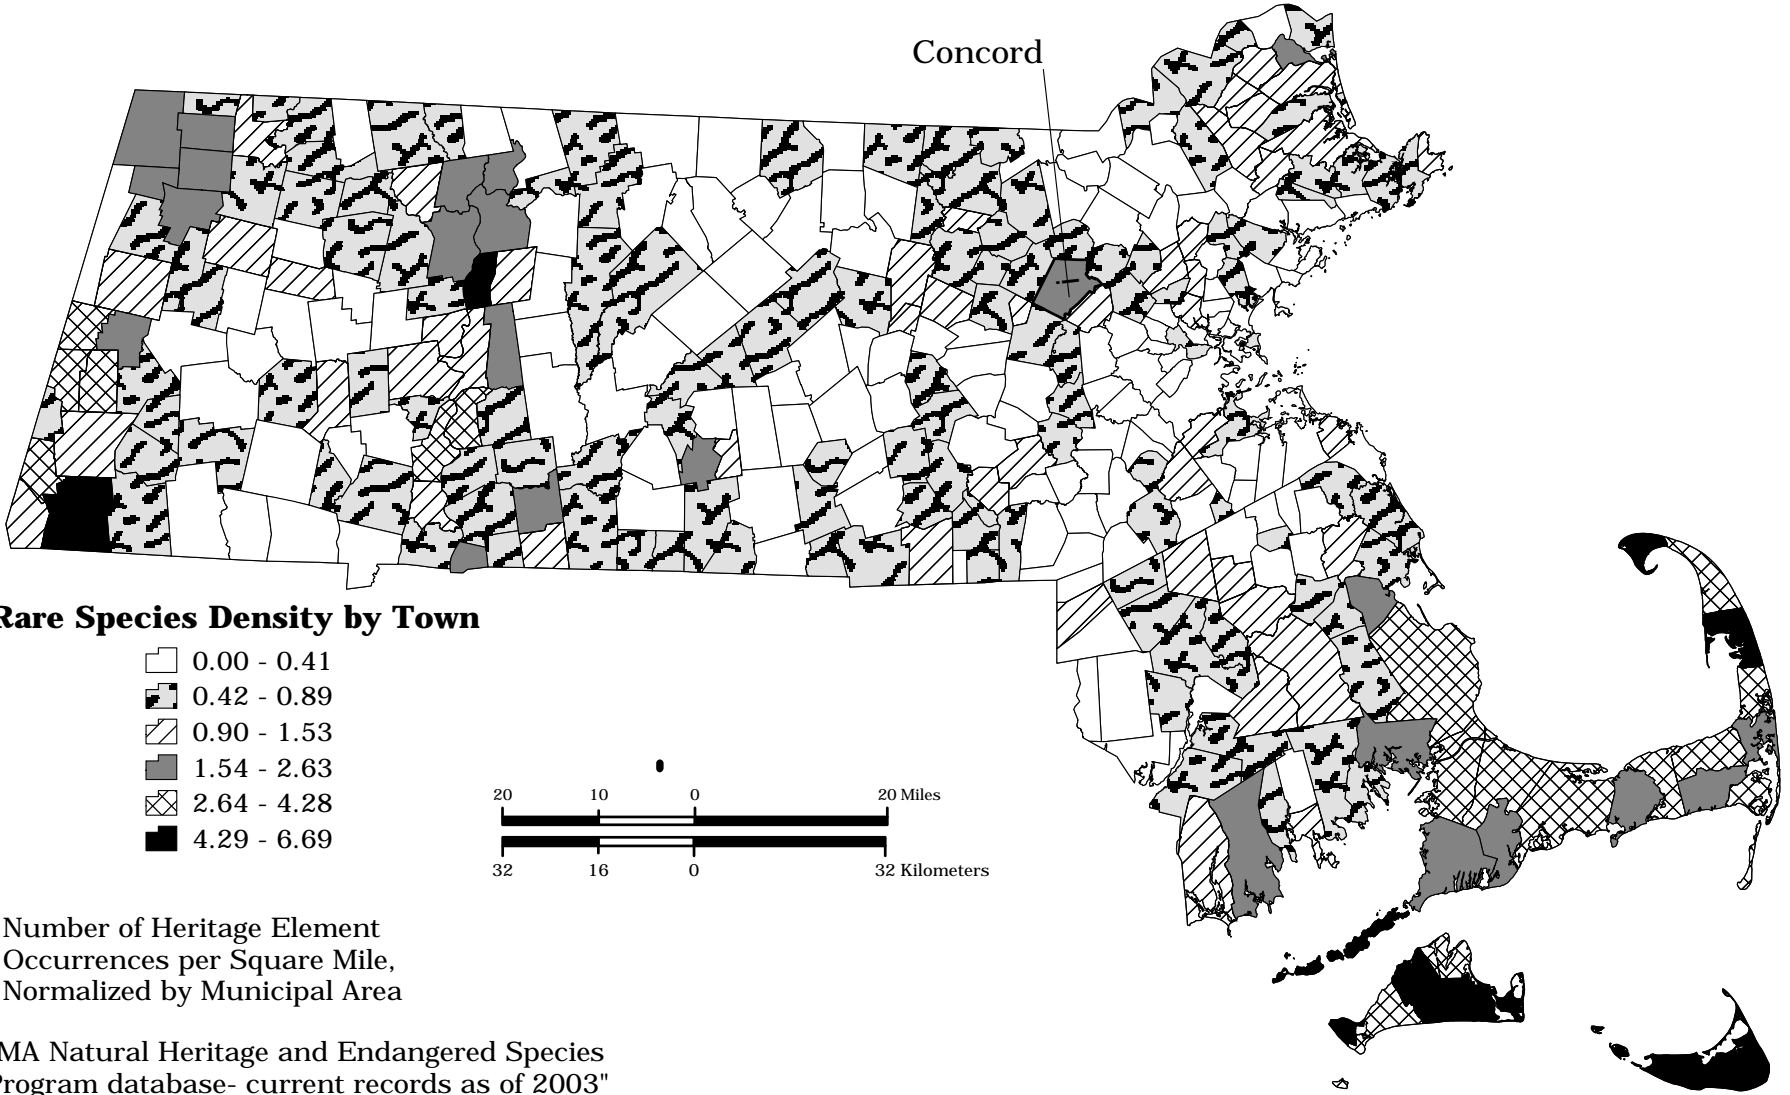 Concord
Rare Species Density by Town
0.00 - 0.41
0.42 - 0.89
0.90 - 1.53
1.54 - 2.63
2.64 - 4.28
4.29 - 6.69
20 10 0 20 Miles
32 16 0 32 Kilometers
Number of Heritage Element
Occurrences per Square Mile,
Normalized by Municipal Area
MA Natural Heritage and Endangered Species
Program database- current records as of 2003"